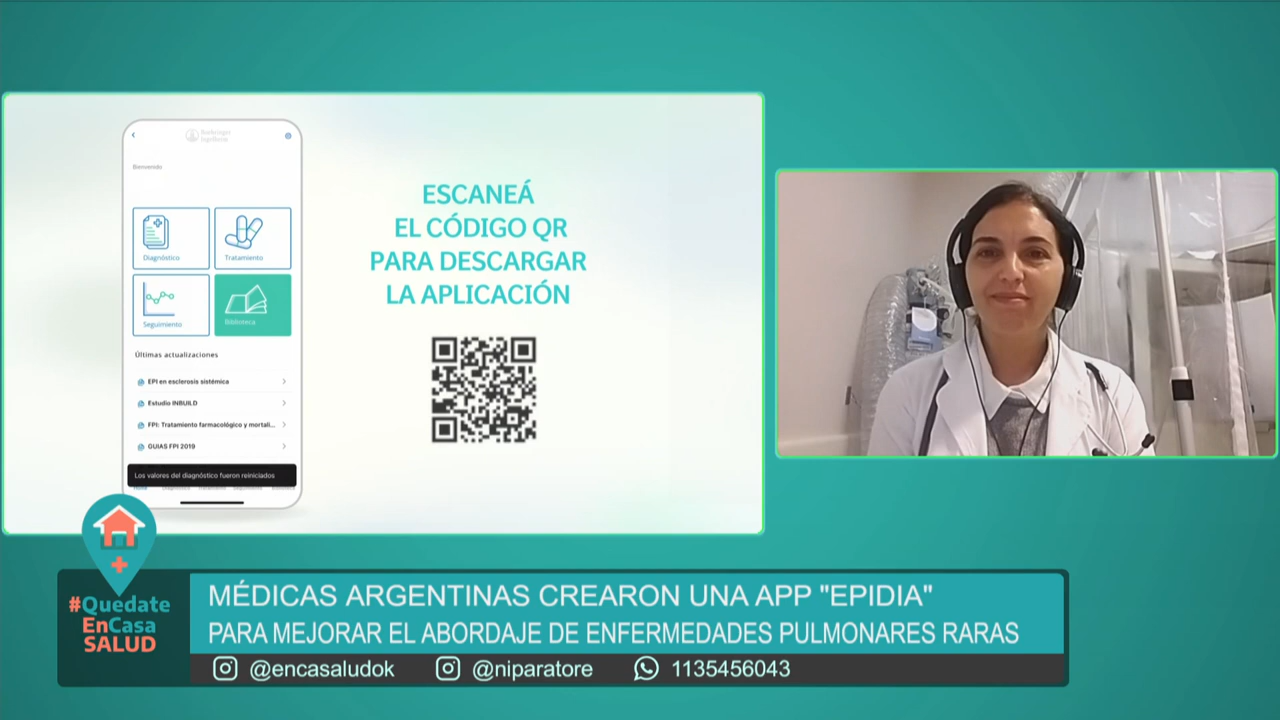 Boehringer
Ingelheim
Bienvenido
Diagnóstico
Tratamiento
Seguimiento
Biblioteca
Últimas actualizaciones
EPI en esclerosis sistémica
Estudio INBUILD
FPI: Tratamiento farmacológico y mortali...
GUIAS FPI 2019
Los valores del diagnóstico fueron reiniciados
ESCANEÁ
EL CÓDIGO QR
PARA DESCARGAR
LA APLICACIÓN
#Quedate
EnCasa
SALUD
MÉDICAS ARGENTINAS CREARON UNA APP "EPIDIA"
PARA MEJORAR EL ABORDAJE DE ENFERMEDADES PULMONARES RARAS
@encasaludok @niparatore 1135456043